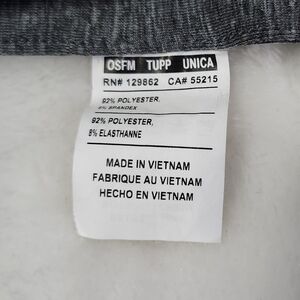 OSFM TUPP UNICA
RN# 129862 CA# 55215
92% POLYESTER,
8% SPANDEX
92% POLYESTER,
8% ELASTHANNE
MADE IN VIETNAM
FABRIQUE AU VIETNAM
HECHO EN VIETNAM